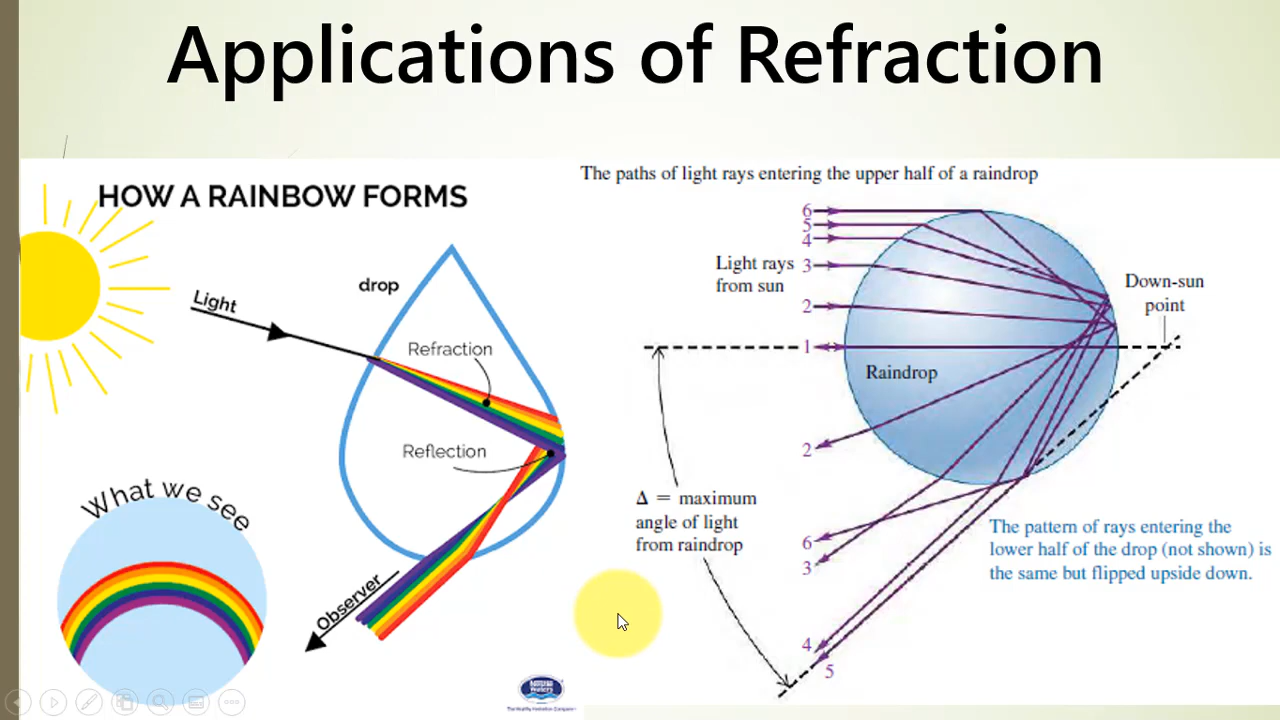 Applications of Refraction
HOW A RAINBOW FORMS
Light
drop
Refraction
Reflection
Observer
What we see
The paths of light rays entering the upper half of a raindrop
6
5
4
Light rays 3
from sun
2
1
Raindrop
Down-sun
point
2
Δ = maximum
angle of light
from raindrop
6
3
4
5
The pattern of rays entering the
lower half of the drop (not shown) is
the same but flipped upside down.